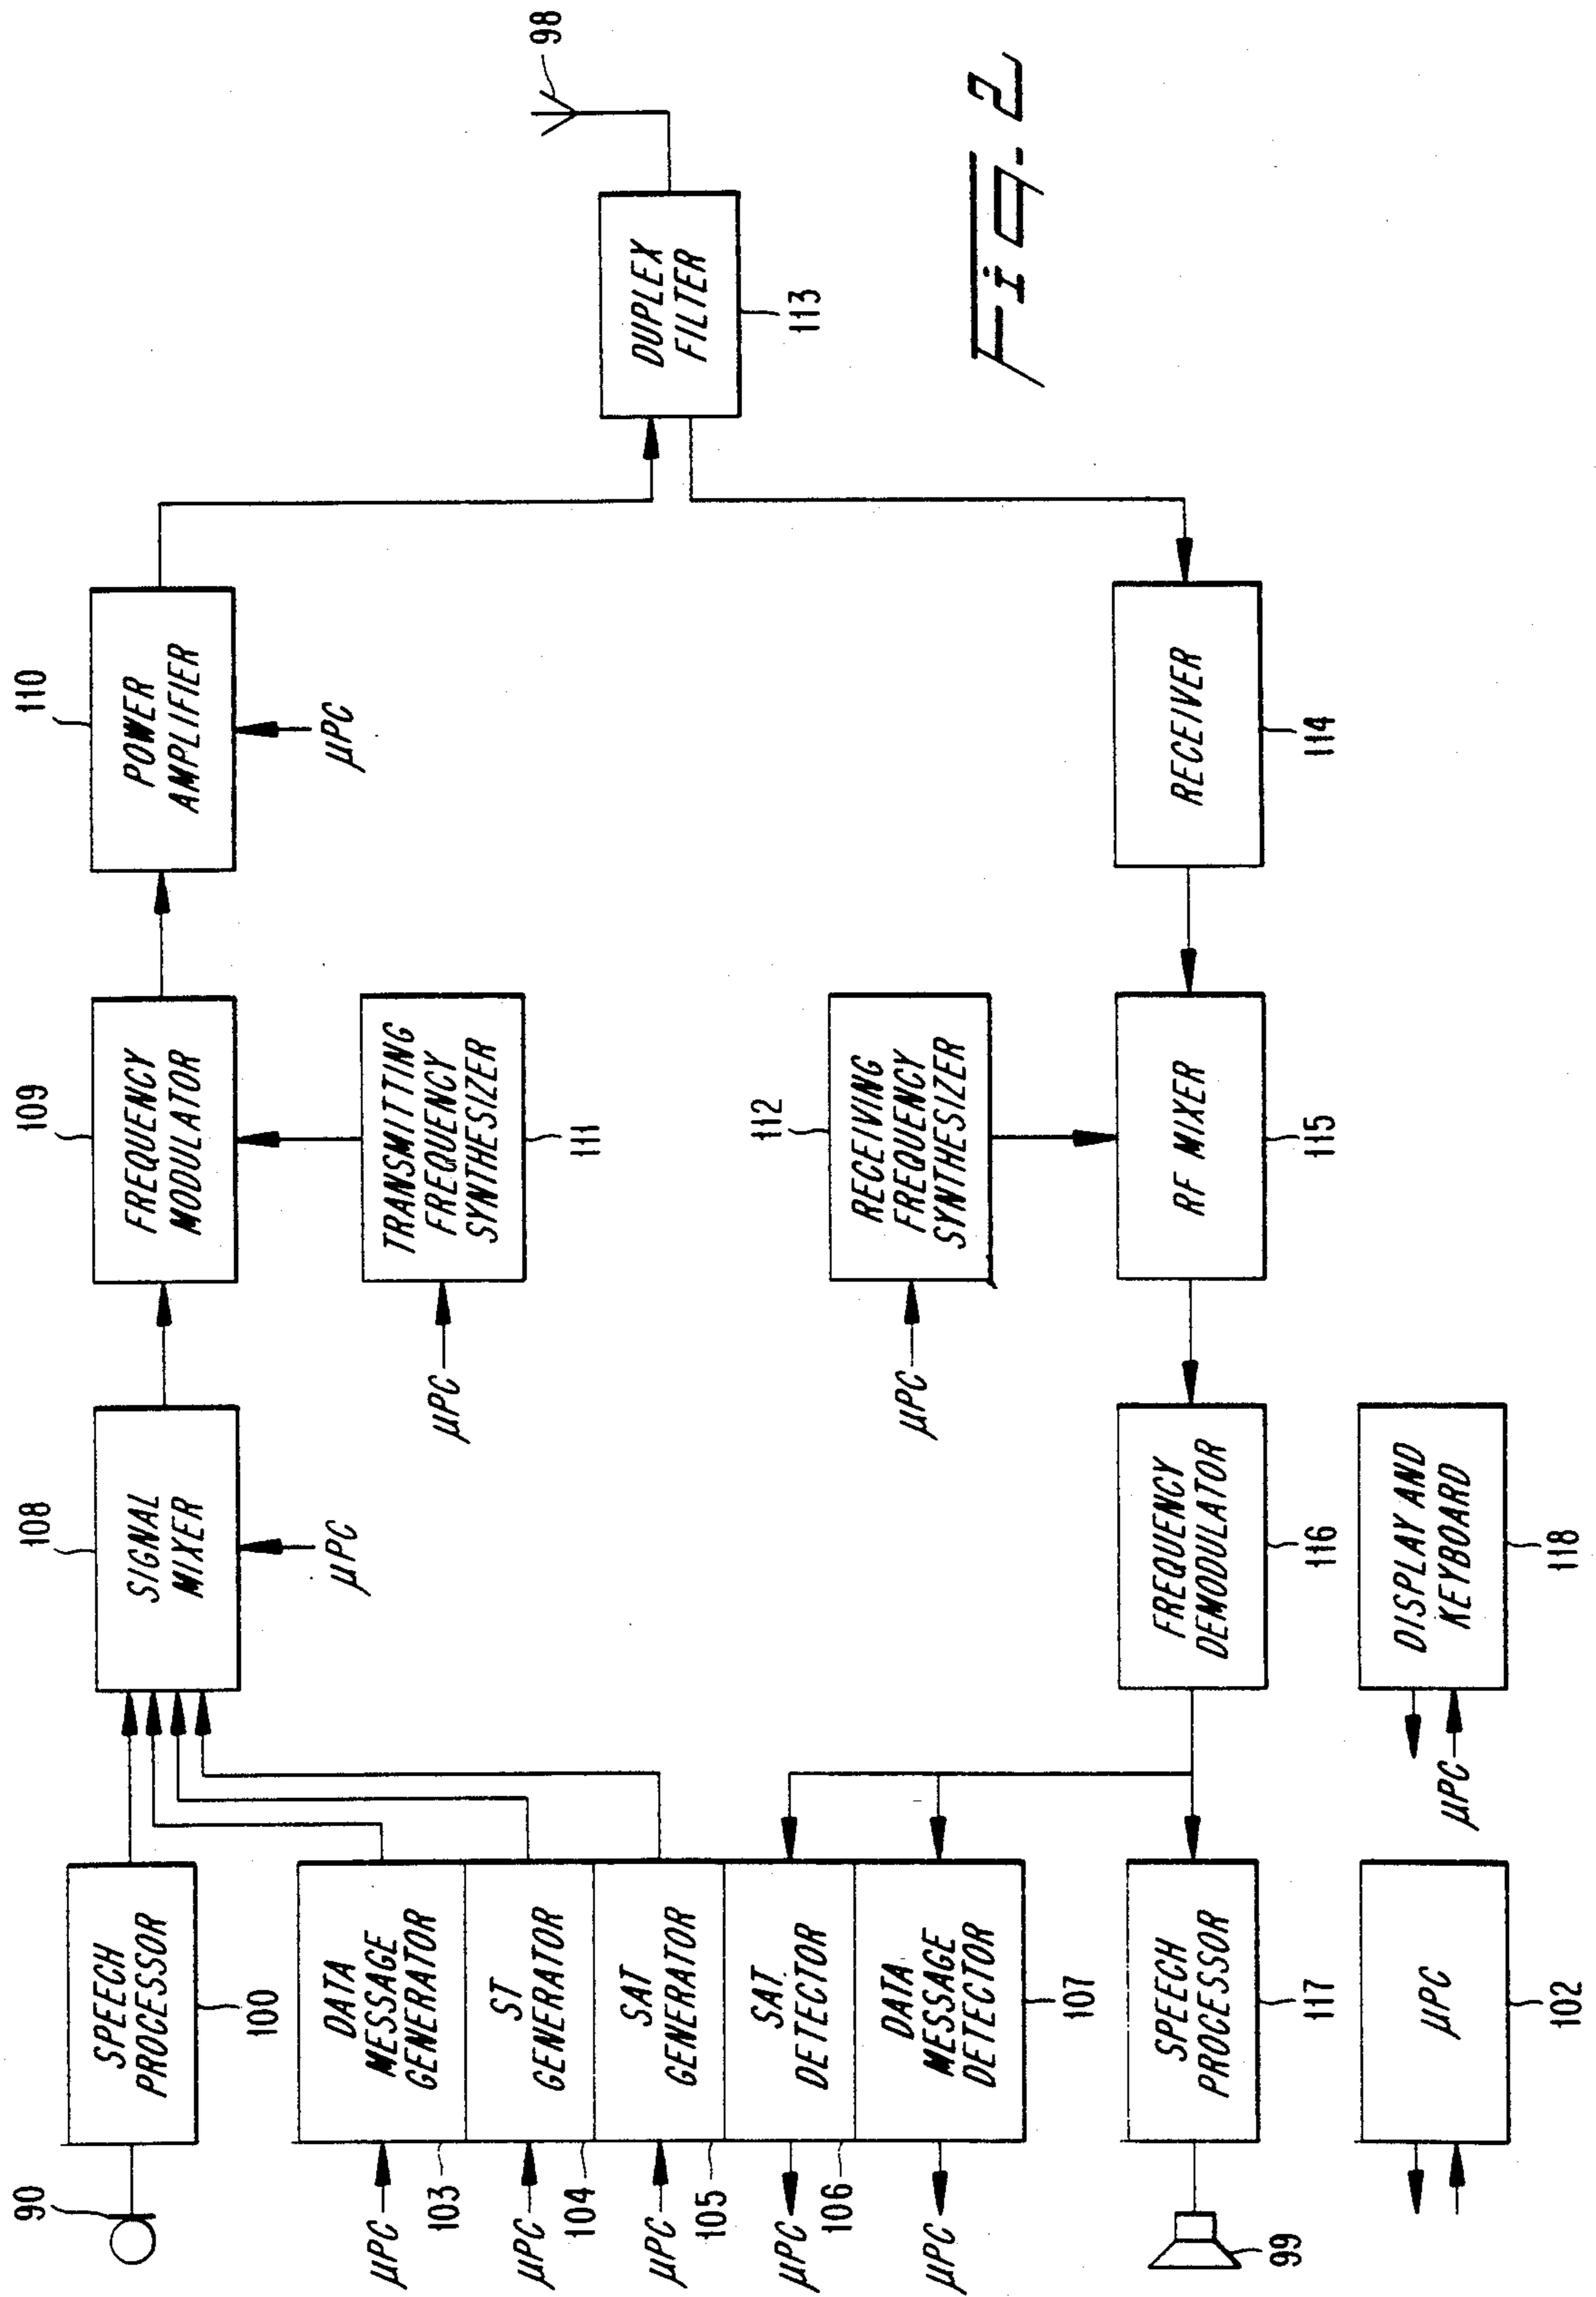 90
SPEECH
PROCESSOR
100
108
SIGNAL
MIXER
µPC
109
FREQUENCY
MODULATOR
110
POWER
AMPLIFIER
µPC
98
DUPLEX
FILTER
113
TRANSMITTING
FREQUENCY
SYNTHESIZER
111
µPC
µPC
DATA
MESSAGE
GENERATOR
103
µPC
ST
GENERATOR
104
µPC
SAT
GENERATOR
105
µPC
SAT
DETECTOR
106
µPC
DATA
MESSAGE
DETECTOR
107
112
RECEIVING
FREQUENCY
SYNTHESIZER
µPC
99
SPEECH
PROCESSOR
117
FREQUENCY
DEMODULATOR
116
RF MIXER
115
RECEIVER
114
µPC
102
µPC
DISPLAY AND
KEYBOARD
118
Fig. 2